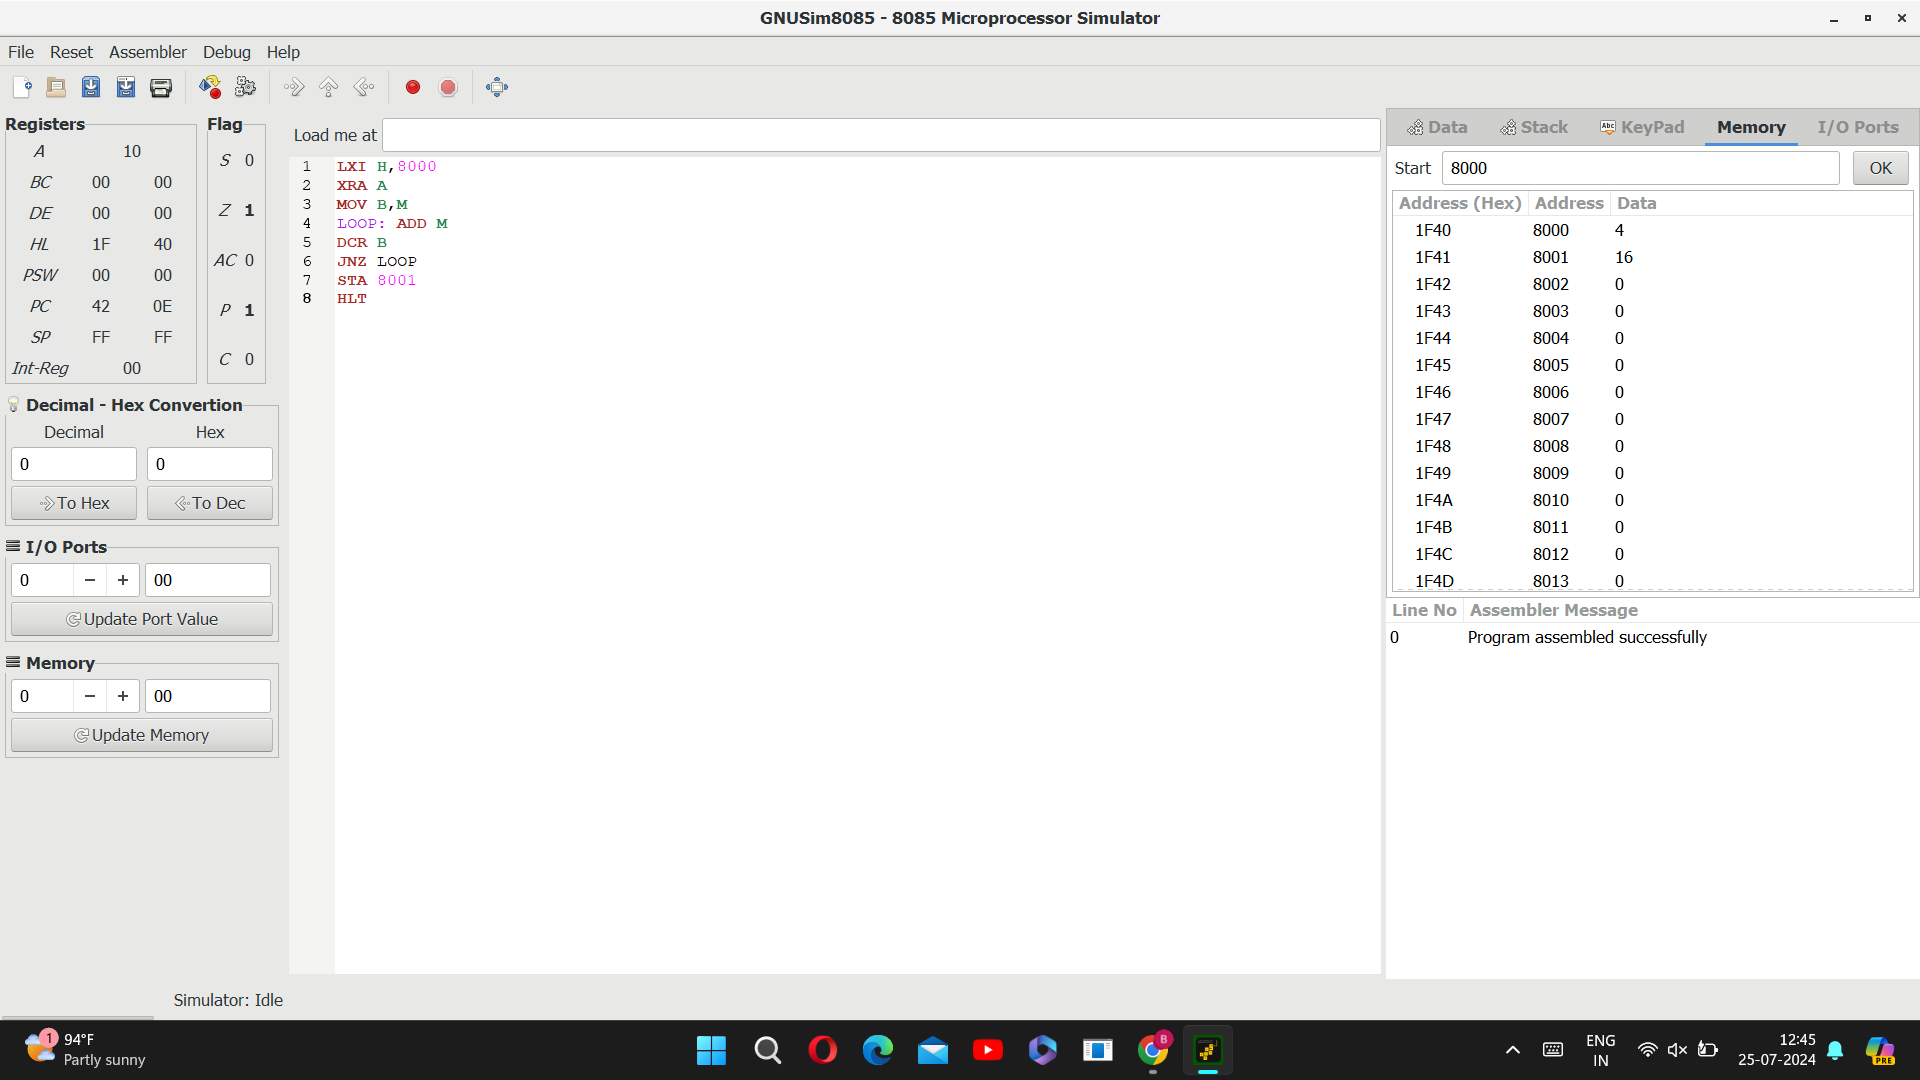 GNUSim8085 - 8085 Microprocessor Simulator
File Reset Assembler Debug Help
Registers
A 10
BC 00 00
DE 00 00
HL 1F 40
PSW 00 00
PC 42 0E
SP FF FF
Int-Reg 00
Flag
S 0
Z 1
AC 0
P 1
C 0
Decimal - Hex Convertion
Decimal Hex
0 0
To Hex To Dec
I/O Ports
0 − + 00
Update Port Value
Memory
0 − + 00
Update Memory
Load me at
1 LXI H,8000
2 XRA A
3 MOV B,M
4 LOOP: ADD M
5 DCR B
6 JNZ LOOP
7 STA 8001
8 HLT
Data Stack Abc KeyPad Memory I/O Ports
Start 8000 OK
Address (Hex) Address Data
1F40 8000 4
1F41 8001 16
1F42 8002 0
1F43 8003 0
1F44 8004 0
1F45 8005 0
1F46 8006 0
1F47 8007 0
1F48 8008 0
1F49 8009 0
1F4A 8010 0
1F4B 8011 0
1F4C 8012 0
1F4D 8013 0
Line No Assembler Message
0 Program assembled successfully
Simulator: Idle
1 94°F
Partly sunny
B
ENG
IN
12:45
25-07-2024
PRE